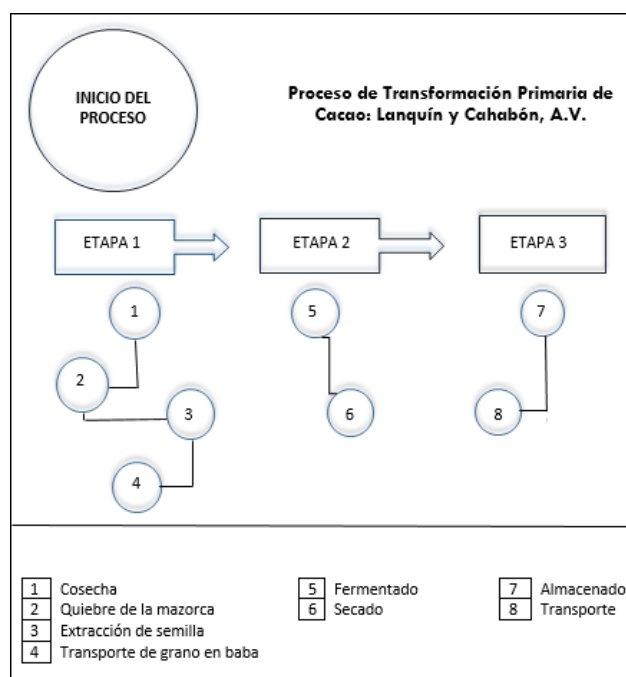 INICIO DEL
PROCESO
Proceso de Transformación Primaria de
Cacao: Lanquín y Cahabón, A.V.
ETAPA 1
ETAPA 2
ETAPA 3
1
5
7
2
3
6
8
4
1 Cosecha
2 Quiebre de la mazorca
3 Extracción de semilla
4 Transporte de grano en baba
5 Fermentado
6 Secado
7 Almacenado
8 Transporte